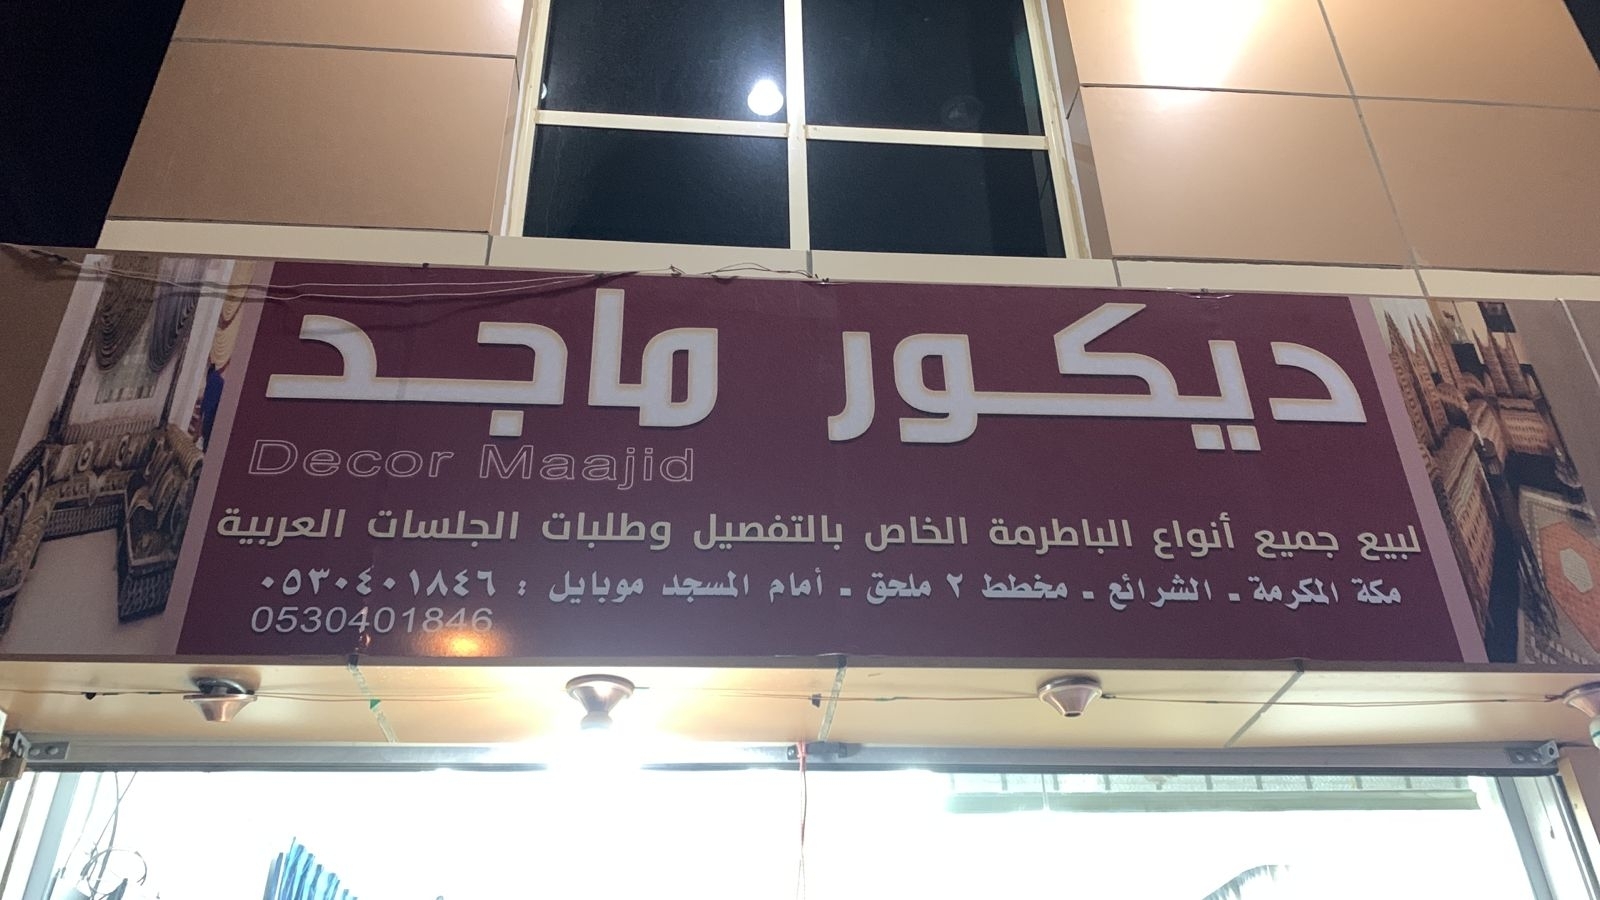 ديكور ماجد
Decor Maajid
لبيع جميع أنواع الباطرمة الخاص بالتفصيل وطلبات الجلسات العربية
مكة المكرمة - الشرائع - مخطط ٢ ملحق - أمام المسجد موبايل : ٠٥٣٠٤٠١٨٤٦
0530401846